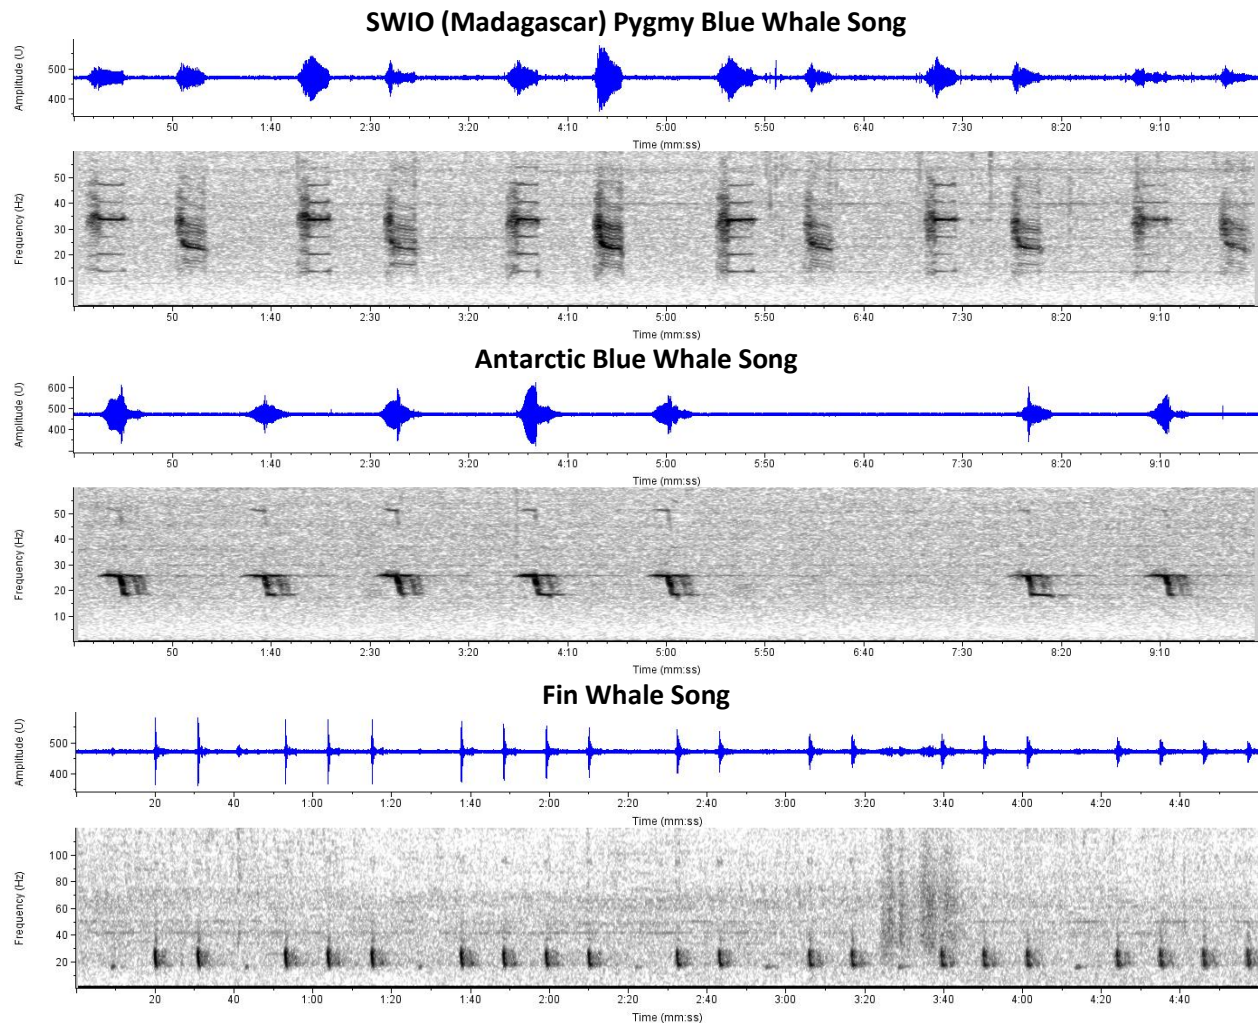 SWIO (Madagascar) Pygmy Blue Whale Song
Amplitude (U)
500
400
50 1:40 2:30 3:20 4:10 5:00 5:50 6:40 7:30 8:20 9:10
Time (mm:ss)
Frequency (Hz)
50
40
30
20
10
50 1:40 2:30 3:20 4:10 5:00 5:50 6:40 7:30 8:20 9:10
Time (mm:ss)
Antarctic Blue Whale Song
Amplitude (U)
600
500
400
50 1:40 2:30 3:20 4:10 5:00 5:50 6:40 7:30 8:20 9:10
Time (mm:ss)
Frequency (Hz)
50
40
30
20
10
50 1:40 2:30 3:20 4:10 5:00 5:50 6:40 7:30 8:20 9:10
Time (mm:ss)
Fin Whale Song
Amplitude (U)
500
400
20 40 1:00 1:20 1:40 2:00 2:20 2:40 3:00 3:20 3:40 4:00 4:20 4:40
Time (mm:ss)
Frequency (Hz)
100
80
60
40
20
20 40 1:00 1:20 1:40 2:00 2:20 2:40 3:00 3:20 3:40 4:00 4:20 4:40
Time (mm:ss)